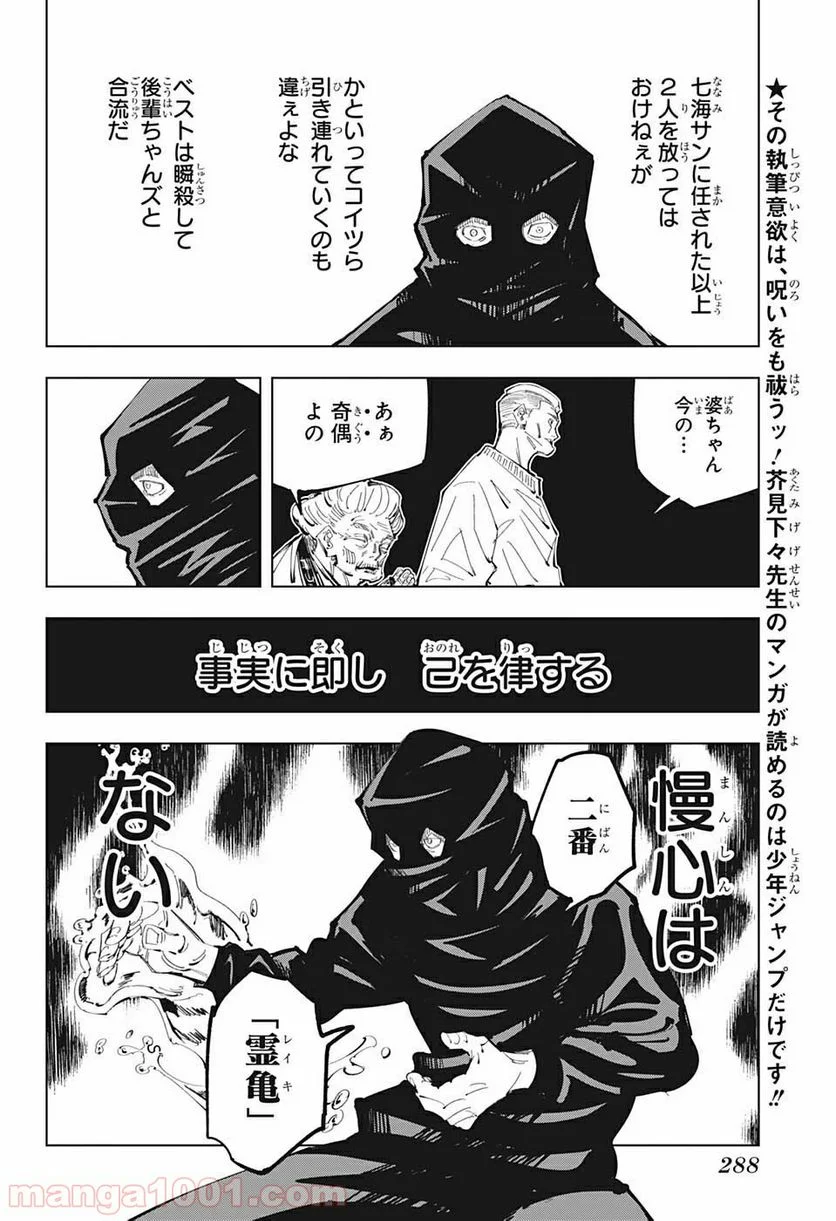 ★その執筆意欲は、呪いをも祓うッ！芥見下々先生のマンガが読めるのは少年ジャンプだけです!!
七海サンに任された以上
２人を放っては
おけねぇが
かといってコイツら
引き連れていくのも
違ぇよな
ベストは瞬殺して
後輩ちゃんズと
合流だ
婆ちゃん
今の…
あぁ
奇偶
よの
事実に即し　己を律する
慢心は
ない
二番
「霊亀」
288
manga1001.com